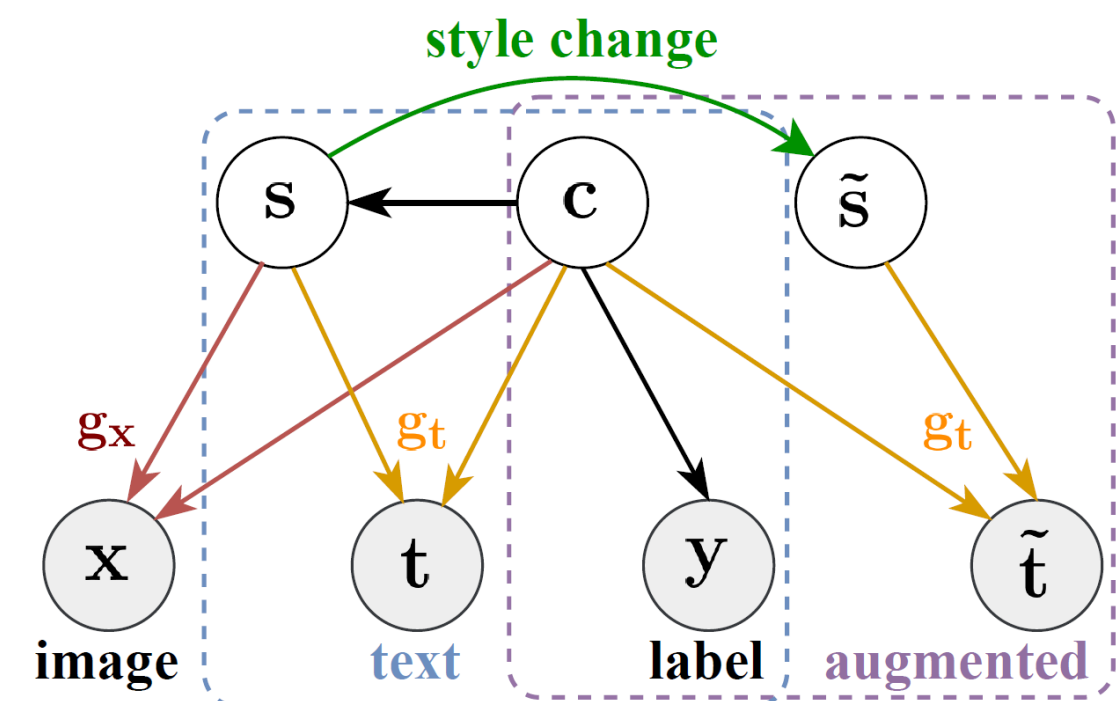 style change
s c s̃
gₓ gₜ gₜ
x t y t̃
image text label augmented